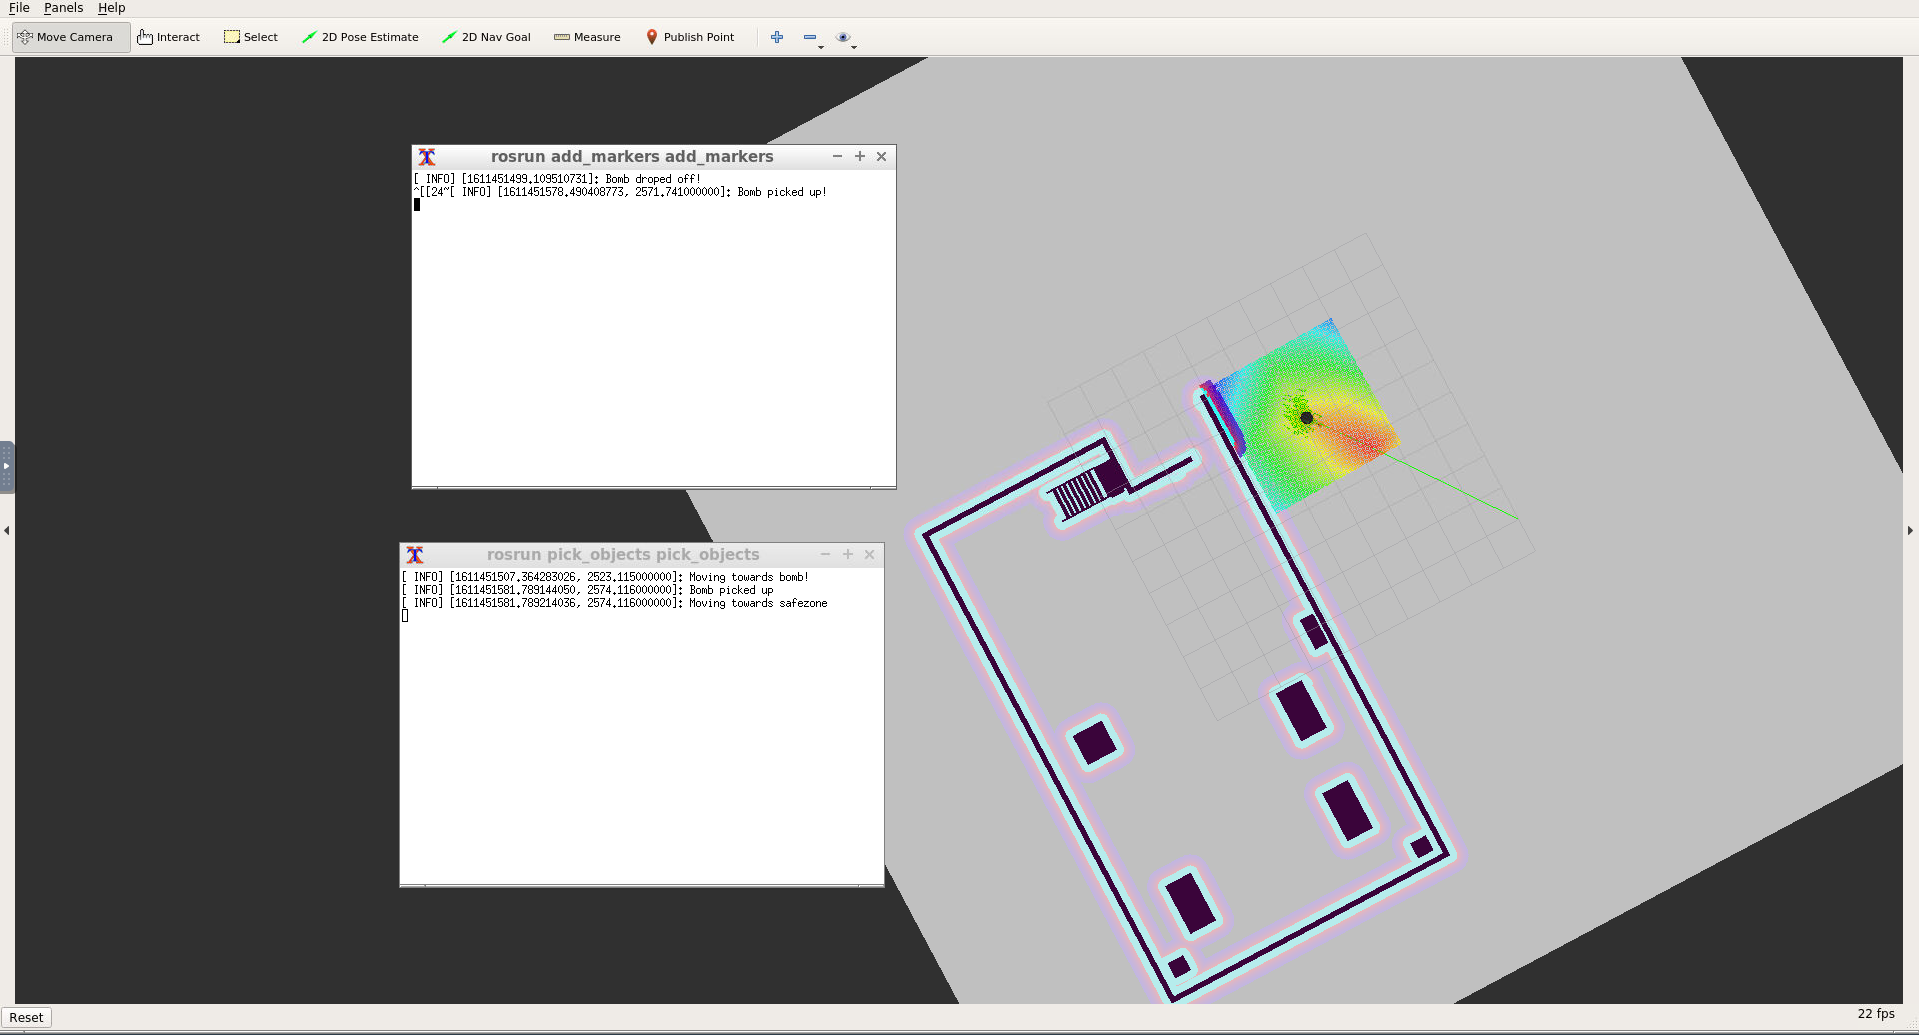 File Panels Help
Move Camera Interact Select 2D Pose Estimate 2D Nav Goal Measure Publish Point
rosrun add_markers add_markers
[ INFO] [1611451499.109510731]: Bomb droped off!
^[[24~[ INFO] [1611451578.490408773, 2571.741000000]: Bomb picked up!
rosrun pick_objects pick_objects
[ INFO] [1611451507.364283026, 2523.115000000]: Moving towards bomb!
[ INFO] [1611451581.789144050, 2574.116000000]: Bomb picked up
[ INFO] [1611451581.789214036, 2574.116000000]: Moving towards safezone
Reset
22 fps